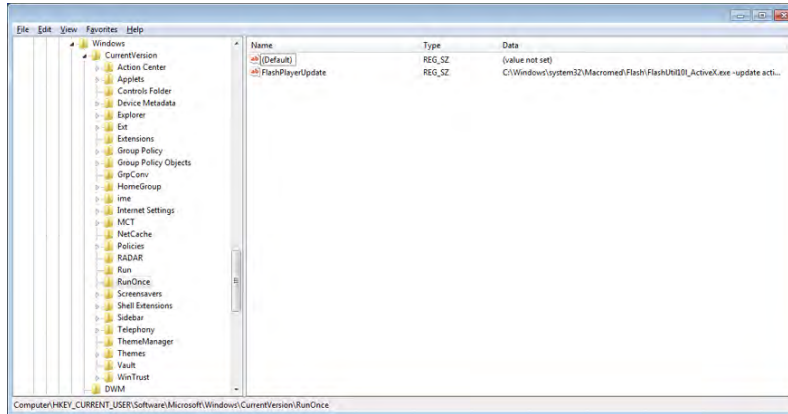 File Edit View Favorites Help
Windows
CurrentVersion
Action Center
Applets
Controls Folder
Device Metadata
Explorer
Ext
Extensions
Group Policy
Group Policy Objects
GrpConv
HomeGroup
ime
Internet Settings
MCT
NetCache
Policies
RADAR
Run
RunOnce
Screensavers
Shell Extensions
Sidebar
Telephony
ThemeManager
Themes
Vault
WinTrust
DWM
Name Type Data
ab (Default) REG_SZ (value not set)
ab FlashPlayerUpdate REG_SZ C:\Windows\system32\Macromed\Flash\FlashUtil10l_ActiveX.exe -update acti...
Computer\HKEY_CURRENT_USER\Software\Microsoft\Windows\CurrentVersion\RunOnce